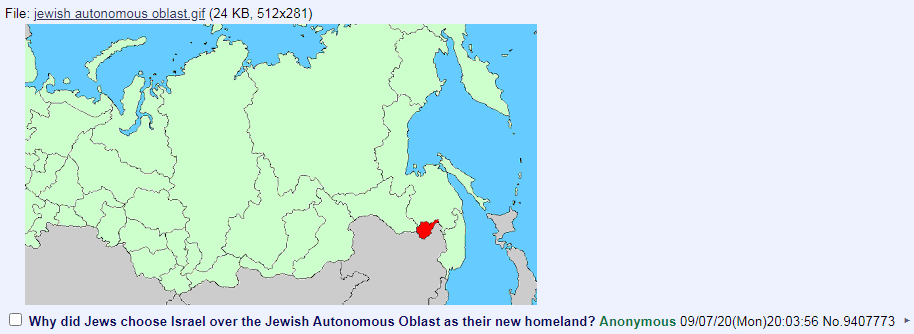 File: jewish autonomous oblast.gif (24 KB, 512x281)
Why did Jews choose Israel over the Jewish Autonomous Oblast as their new homeland? Anonymous 09/07/20(Mon)20:03:56 No.9407773